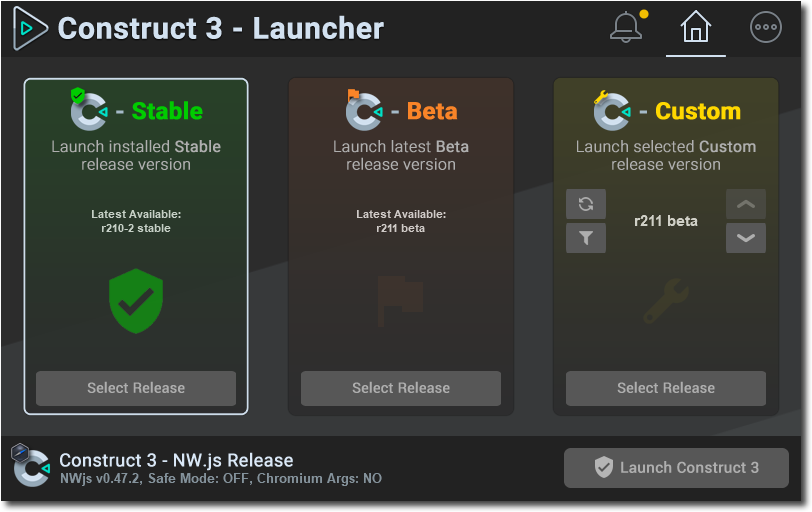 Construct 3 - Launcher
- Stable
Launch installed Stable
release version
Latest Available:
r210-2 stable
Select Release
- Beta
Launch latest Beta
release version
Latest Available:
r211 beta
Select Release
- Custom
Launch selected Custom
release version
r211 beta
Select Release
Construct 3 - NW.js Release
NWjs v0.47.2, Safe Mode: OFF, Chromium Args: NO
Launch Construct 3